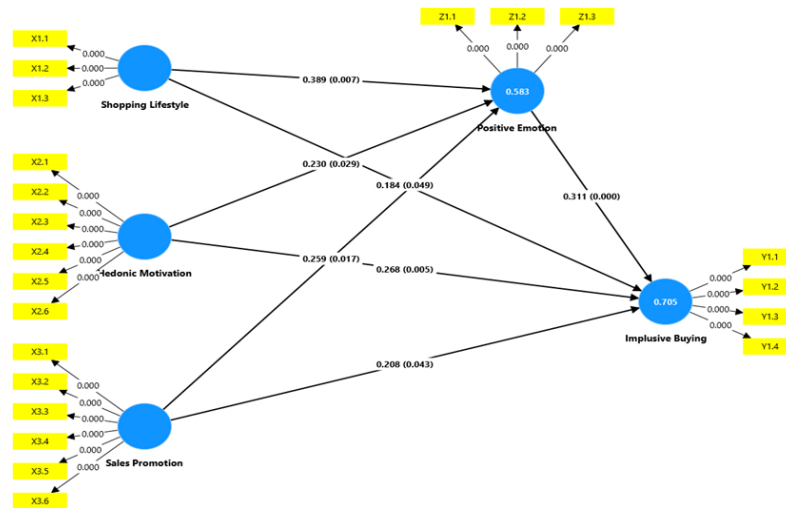 Z1.1
Z1.2
Z1.3
0.000
0.000
0.000
X1.1
X1.2
X1.3
0.000
0.000
0.000
Shopping Lifestyle
0.389 (0.007)
0.583
Positive Emotion
0.230 (0.029)
0.184 (0.049)
0.311 (0.000)
X2.1
X2.2
X2.3
X2.4
X2.5
X2.6
0.000
0.000
0.000
0.000
0.000
0.000
Hedonic Motivation
0.259 (0.017)
0.268 (0.005)
0.705
Implusive Buying
Y1.1
Y1.2
Y1.3
Y1.4
0.000
0.000
0.000
0.000
0.208 (0.043)
X3.1
X3.2
X3.3
X3.4
X3.5
X3.6
0.000
0.000
0.000
0.000
0.000
0.000
Sales Promotion